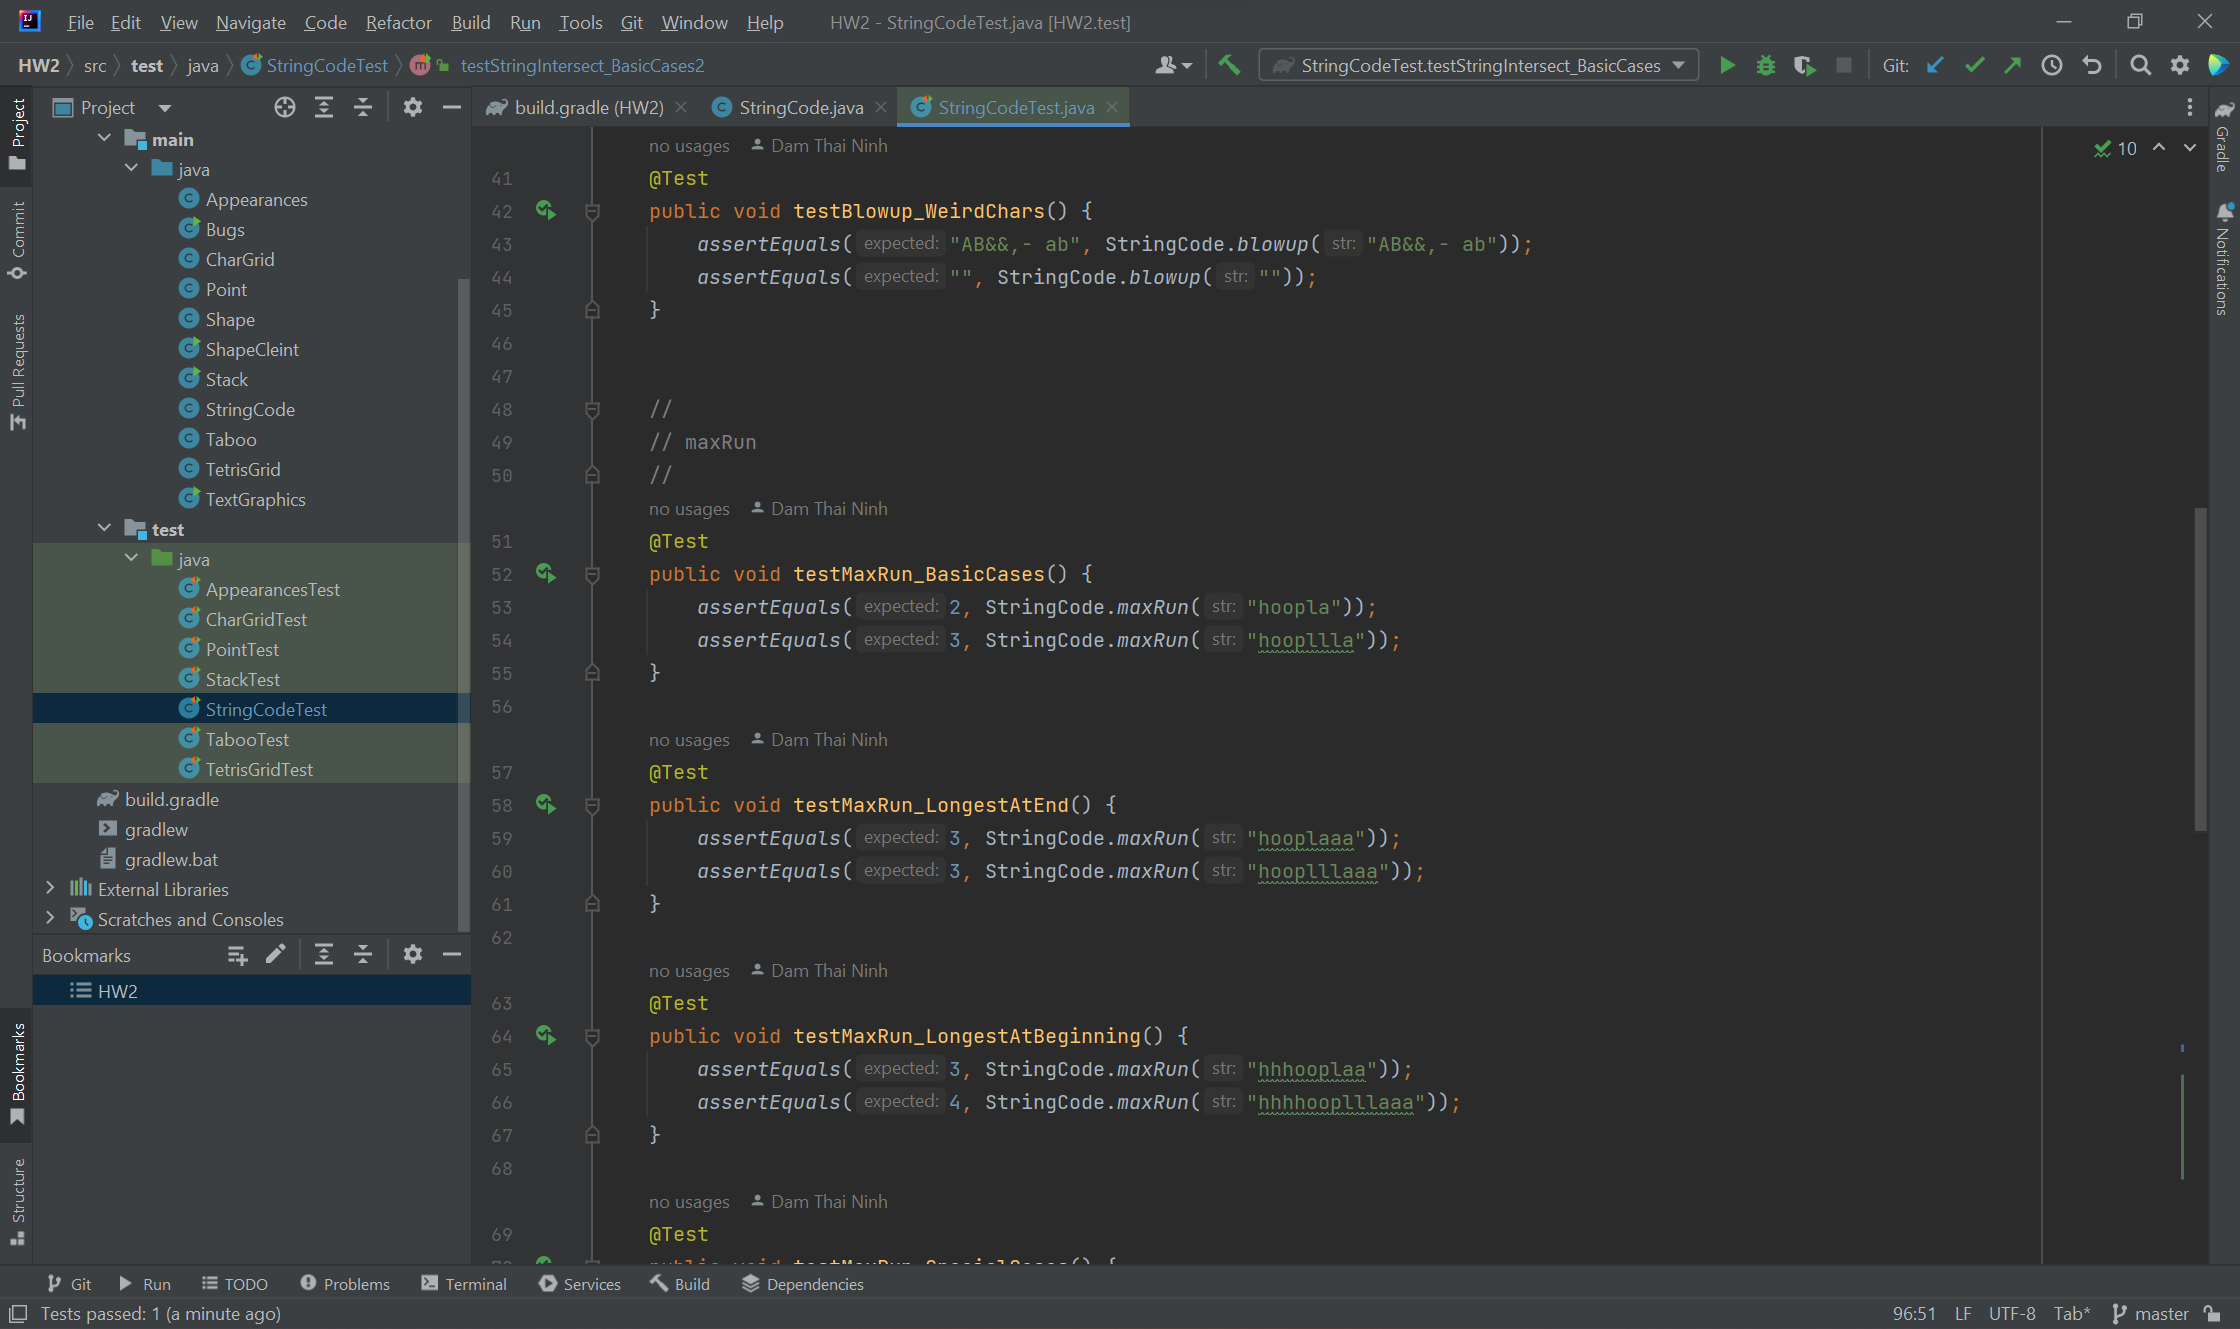 File Edit View Navigate Code Refactor Build Run Tools Git Window Help HW2 - StringCodeTest.java [HW2.test]
HW2 src test java StringCodeTest m testStringIntersect_BasicCases2 StringCodeTest.testStringIntersect_BasicCases Git:
Project
Commit
Pull Requests
Bookmarks
Structure
Project
main
java
Appearances
Bugs
CharGrid
Point
Shape
ShapeCleint
Stack
StringCode
Taboo
TetrisGrid
TextGraphics
test
java
AppearancesTest
CharGridTest
PointTest
StackTest
StringCodeTest
TabooTest
TetrisGridTest
build.gradle
gradlew
gradlew.bat
External Libraries
Scratches and Consoles
Bookmarks
HW2
build.gradle (HW2) StringCode.java StringCodeTest.java
10
no usages Dam Thai Ninh
41 @Test
42 public void testBlowup_WeirdChars() {
43 assertEquals( expected: "AB&&,- ab", StringCode.blowup( str: "AB&&,- ab"));
44 assertEquals( expected: "", StringCode.blowup( str: ""));
45 }
46
47
48 //
49 // maxRun
50 //
no usages Dam Thai Ninh
51 @Test
52 public void testMaxRun_BasicCases() {
53 assertEquals( expected: 2, StringCode.maxRun( str: "hoopla"));
54 assertEquals( expected: 3, StringCode.maxRun( str: "hoopllla"));
55 }
56
no usages Dam Thai Ninh
57 @Test
58 public void testMaxRun_LongestAtEnd() {
59 assertEquals( expected: 3, StringCode.maxRun( str: "hooplaaa"));
60 assertEquals( expected: 3, StringCode.maxRun( str: "hooplllaaa"));
61 }
62
no usages Dam Thai Ninh
63 @Test
64 public void testMaxRun_LongestAtBeginning() {
65 assertEquals( expected: 3, StringCode.maxRun( str: "hhhooplaa"));
66 assertEquals( expected: 4, StringCode.maxRun( str: "hhhhooplllaaa"));
67 }
68
no usages Dam Thai Ninh
69 @Test
public void testMaxRun_SpecialCases() {
Gradle
Notifications
Git Run TODO Problems Terminal Services Build Dependencies
Tests passed: 1 (a minute ago) 96:51 LF UTF-8 Tab* master